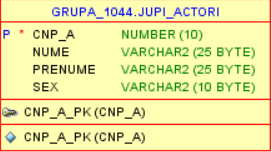 GRUPA_1044.JUPI_ACTORI
P * CNP_A NUMBER (10)
NUME VARCHAR2 (25 BYTE)
PRENUME VARCHAR2 (25 BYTE)
SEX VARCHAR2 (10 BYTE)
CNP_A_PK (CNP_A)
CNP_A_PK (CNP_A)